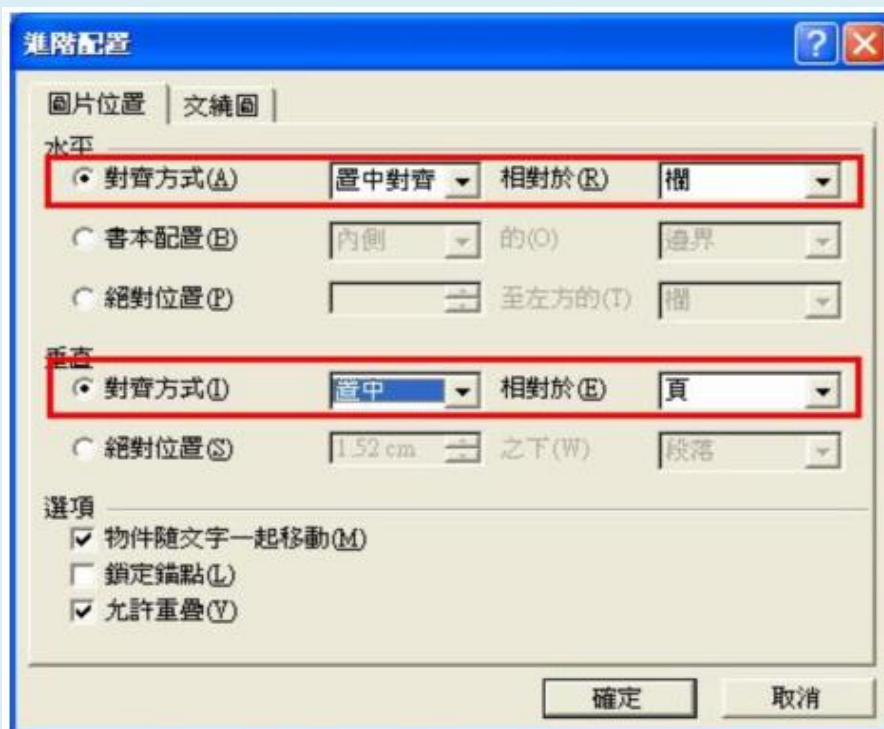 進階配置
圖片位置 文繞圖
水平
對齊方式(A) 置中對齊 相對於(R) 欄
書本配置(B) 內側 的(O) 邊界
絕對位置(P) 至左方的(T) 欄
垂直
對齊方式(I) 置中 相對於(E) 頁
絕對位置(S) 1.52 cm 之下(W) 段落
選項
物件隨文字一起移動(M)
鎖定錨點(L)
允許重疊(V)
確定 取消